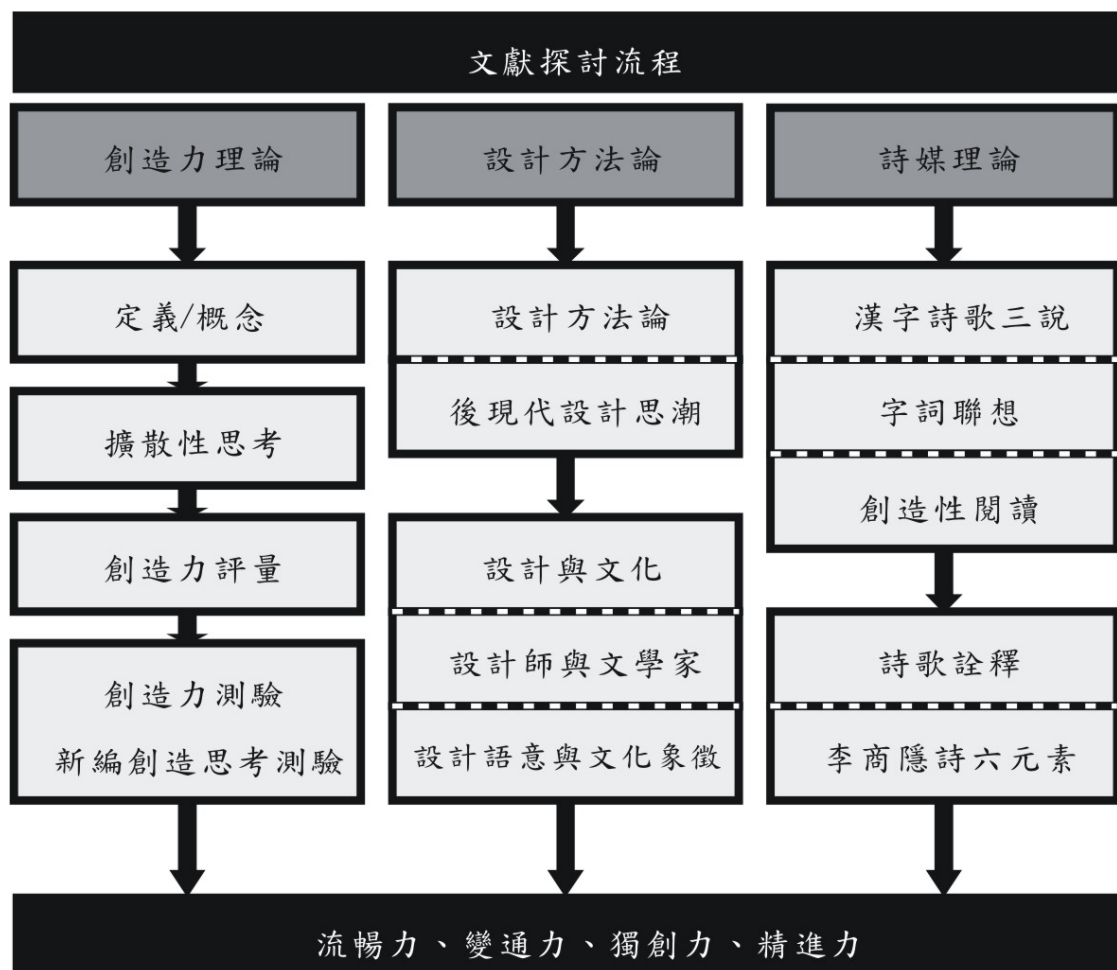 文獻探討流程
創造力理論
定義/概念
擴散性思考
創造力評量
創造力測驗
新編創造思考測驗
設計方法論
設計方法論
後現代設計思潮
設計與文化
設計師與文學家
設計語意與文化象徵
詩媒理論
漢字詩歌三說
字詞聯想
創造性閱讀
詩歌詮釋
李商隱詩六元素
流暢力、變通力、獨創力、精進力